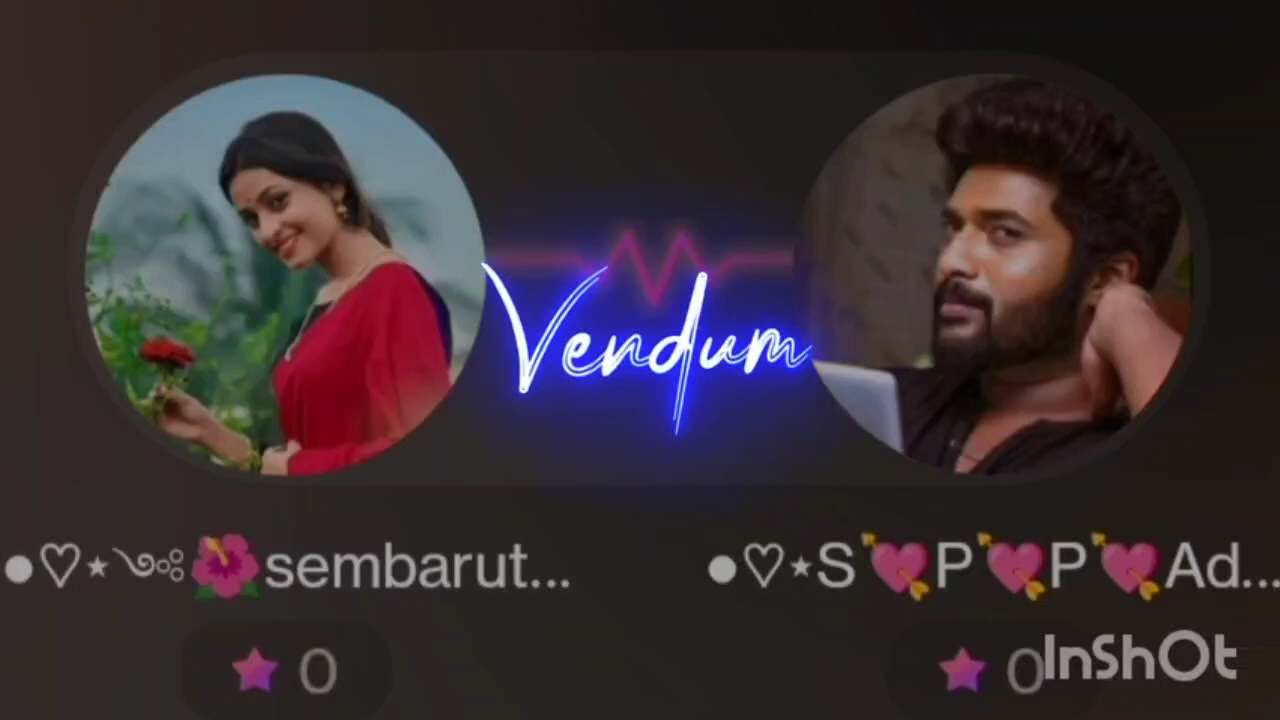 Vendum
●♡⋆༄🌺sembarut...
●♡⋆S💘P💘P💘Ad...
0
0
InShOt